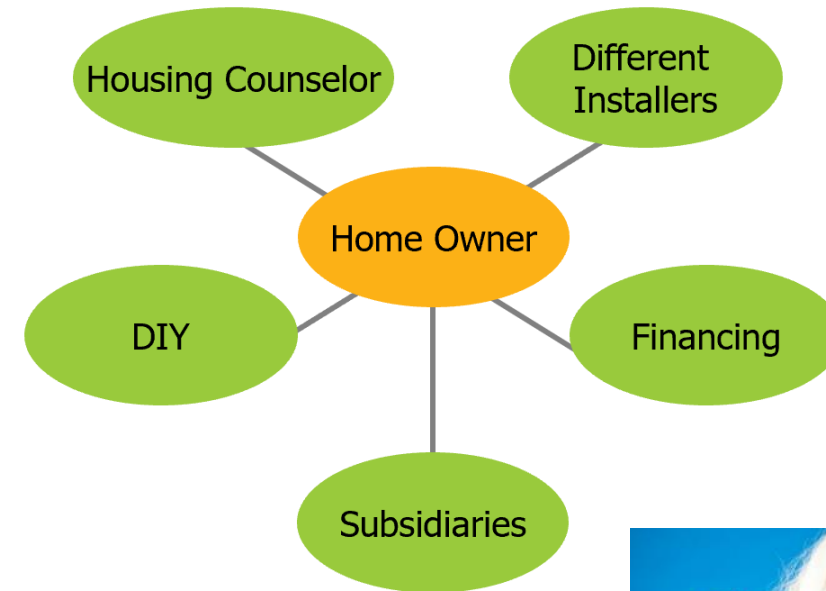 Housing Counselor
Different
Installers
Home Owner
DIY
Financing
Subsidiaries